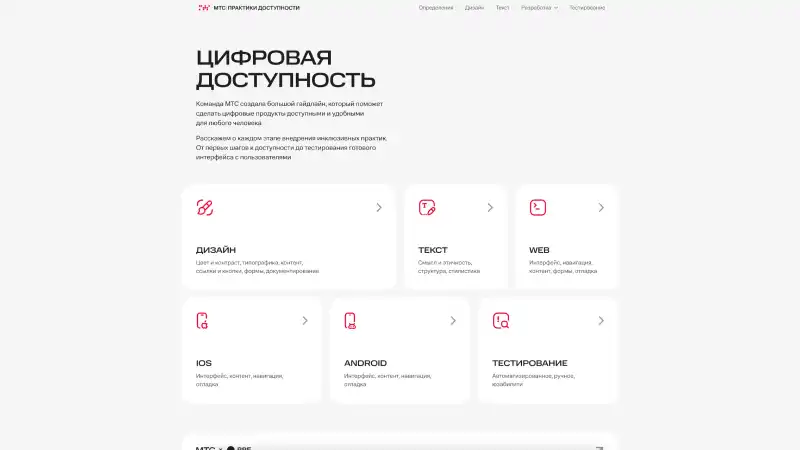 МТС: ПРАКТИКИ ДОСТУПНОСТИ
Определения
Дизайн
Текст
Разработка
Тестирование
ЦИФРОВАЯ
ДОСТУПНОСТЬ
Команда МТС создала большой гайдлайн, который поможет
сделать цифровые продукты доступными и удобными
для любого человека
Расскажем о каждом этапе внедрения инклюзивных практик.
От первых шагов в доступности до тестирования готового
интерфейса с пользователями
ДИЗАЙН
Цвет и контраст, типографика, контент,
ссылки и кнопки, формы, документирование
ТЕКСТ
Смысл и этичность,
структура, стилистика
WEB
Интерфейс, навигация,
контент, формы, отладка
IOS
Интерфейс, контент, навигация,
отладка
ANDROID
Интерфейс, контент, навигация,
отладка
ТЕСТИРОВАНИЕ
Автоматизированное, ручное,
юзабилити
МТС